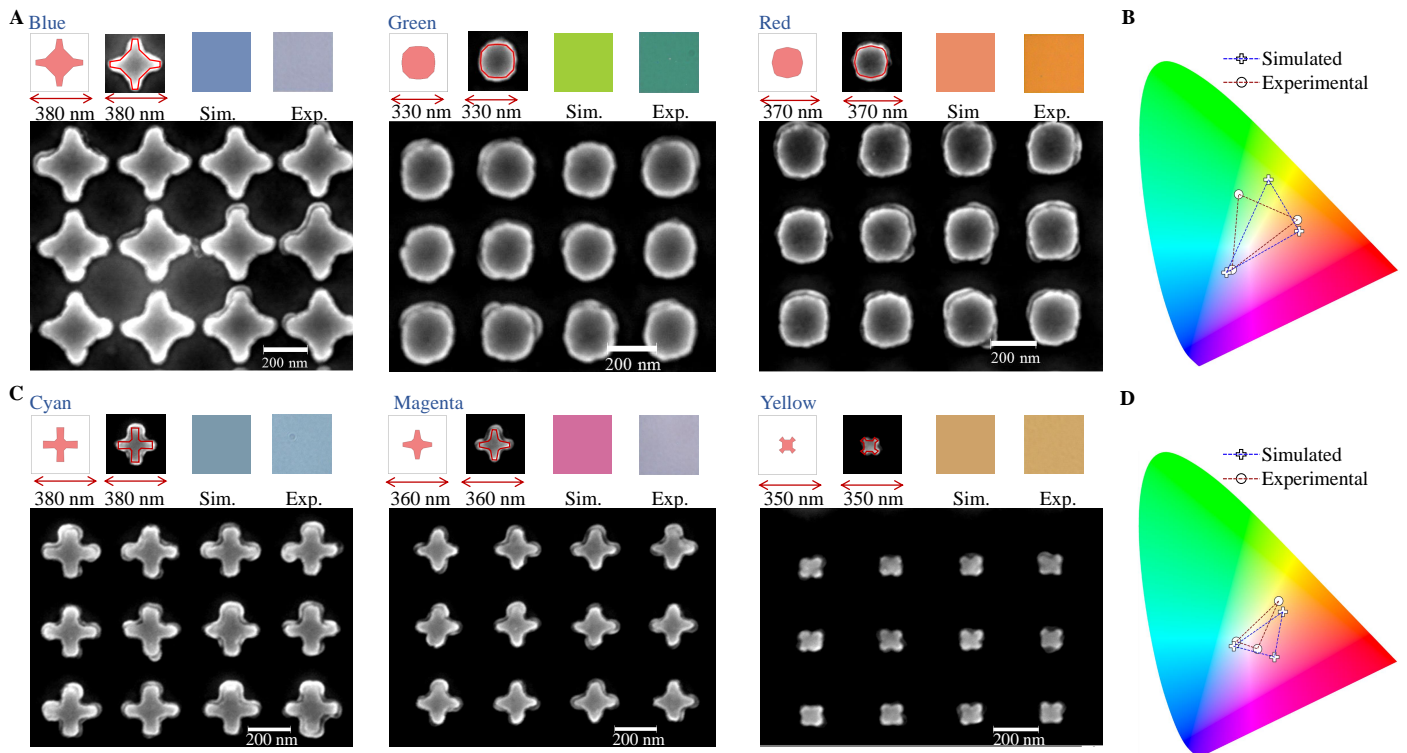 A
Blue
Green
Red
B
380 nm
380 nm
Sim.
Exp.
330 nm
330 nm
Sim.
Exp.
370 nm
370 nm
Sim
Exp.
Simulated
Experimental
200 nm
200 nm
200 nm
C
Cyan
Magenta
Yellow
D
380 nm
380 nm
Sim.
Exp.
360 nm
360 nm
Sim.
Exp.
350 nm
350 nm
Sim.
Exp.
Simulated
Experimental
200 nm
200 nm
200 nm